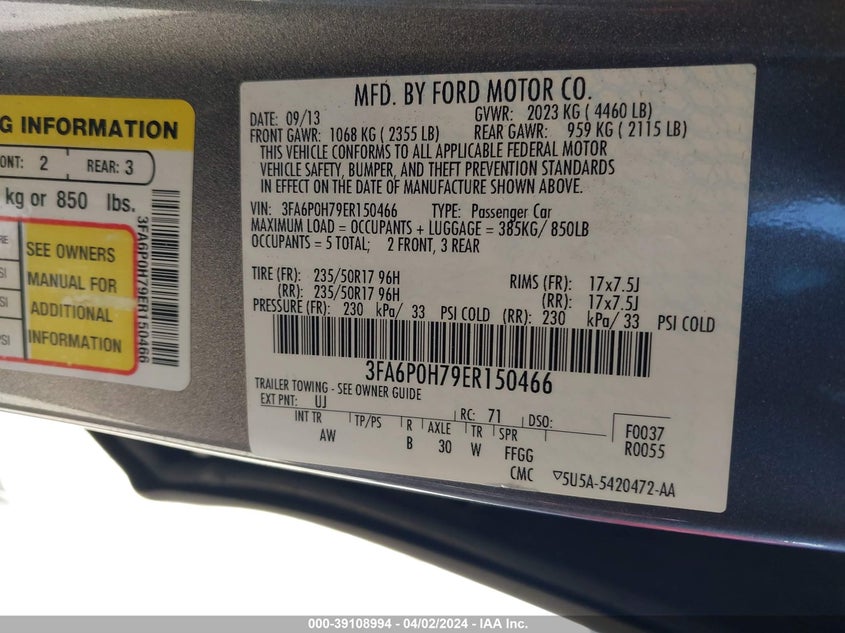 G INFORMATION
ONT: 2 REAR: 3
kg or 850 lbs.
RE
SI
SI
PSI
SEE OWNERS
MANUAL FOR
ADDITIONAL
INFORMATION
3FA6P0H79ER150466
MFD. BY FORD MOTOR CO.
DATE: 09/13 GVWR: 2023 KG ( 4460 LB)
FRONT GAWR: 1068 KG ( 2355 LB) REAR GAWR: 959 KG ( 2115 LB)
THIS VEHICLE CONFORMS TO ALL APPLICABLE FEDERAL MOTOR
VEHICLE SAFETY, BUMPER, AND THEFT PREVENTION STANDARDS
IN EFFECT ON THE DATE OF MANUFACTURE SHOWN ABOVE.
VIN: 3FA6P0H79ER150466 TYPE: Passenger Car
MAXIMUM LOAD = OCCUPANTS + LUGGAGE = 385KG/ 850LB
OCCUPANTS = 5 TOTAL; 2 FRONT, 3 REAR
TIRE (FR): 235/50R17 96H RIMS (FR): 17x7.5J
(RR): 235/50R17 96H (RR): 17x7.5J
PRESSURE (FR): 230 kPa/ 33 PSI COLD (RR): 230 kPa/ 33 PSI COLD
3FA6P0H79ER150466
TRAILER TOWING - SEE OWNER GUIDE
EXT PNT: UJ RC: 71 DSO: F0037
INT TR TP/PS R AXLE TR SPR R0055
AW B 30 W FFGG
CMC ▽5U5A-5420472-AA
000-39108994 / 04/02/2024 - IAA Inc.